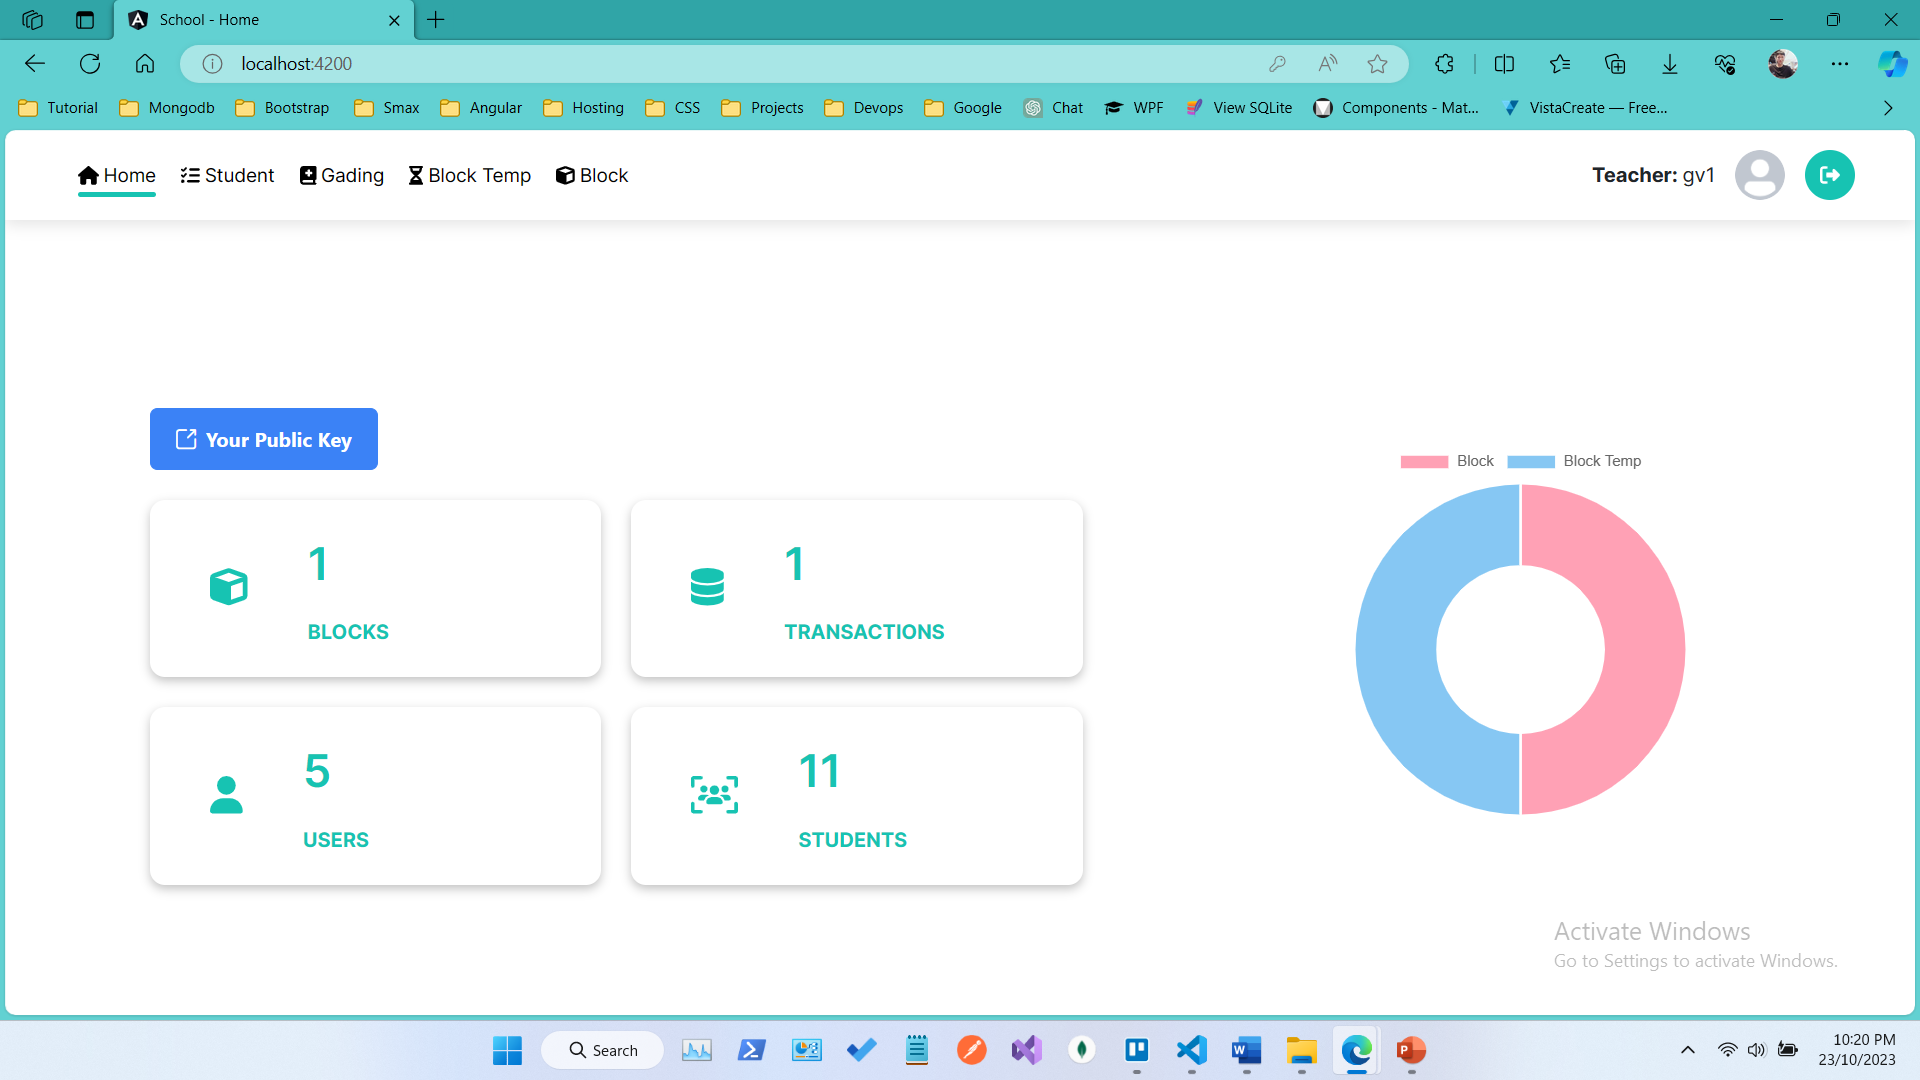 School - Home
localhost:4200
Tutorial Mongodb Bootstrap Smax Angular Hosting CSS Projects Devops Google Chat WPF View SQLite Components - Mat... VistaCreate — Free...
Home Student Gading Block Temp Block Teacher: gv1
Your Public Key
Block Block Temp
1
BLOCKS
1
TRANSACTIONS
5
USERS
11
STUDENTS
Activate Windows
Go to Settings to activate Windows.
Search
10:20 PM
23/10/2023